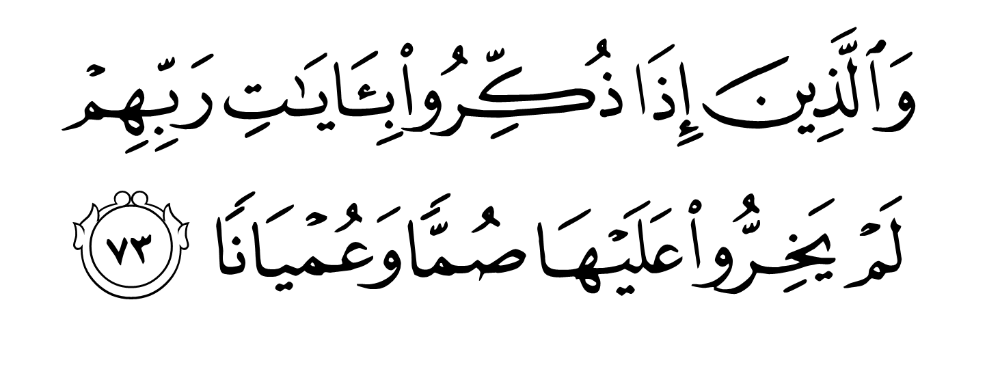 وَٱلَّذِينَ إِذَا ذُكِّرُوا۟ بِـَٔايَـٰتِ رَبِّهِمْ
لَمْ يَخِرُّوا۟ عَلَيْهَا صُمًّا وَعُمْيَانًا ٧٣